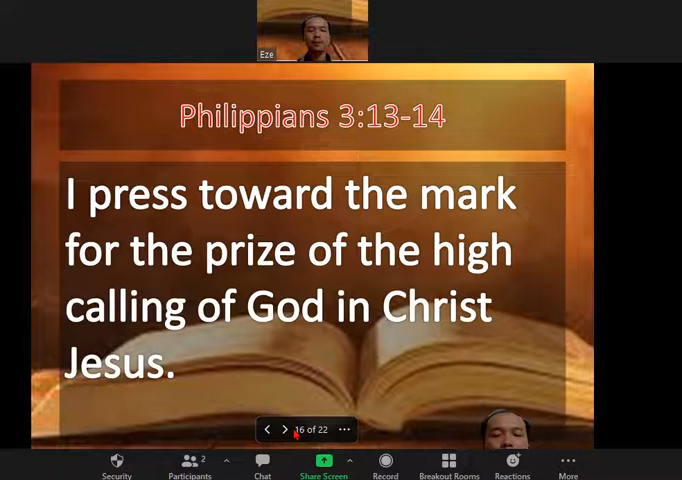 Eze
Philippians 3:13-14
I press toward the mark
for the prize of the high
calling of God in Christ
Jesus.
16 of 22
2
Security
Participants
Chat
Share Screen
Record
Breakout Rooms
Reactions
More